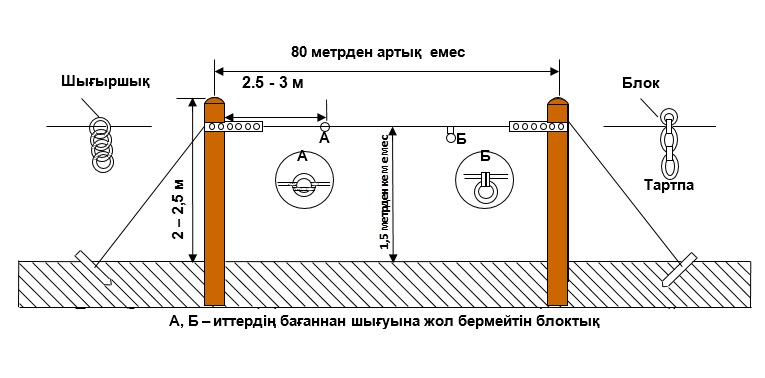 80 метрден артық емес
Шығыршық
2.5 - 3 м
Блок
А
Б
А
Б
Тартпа
2 – 2,5 м
1,5 метрден кем емес
А, Б – иттердің бағаннан шығуына жол бермейтін блоктық